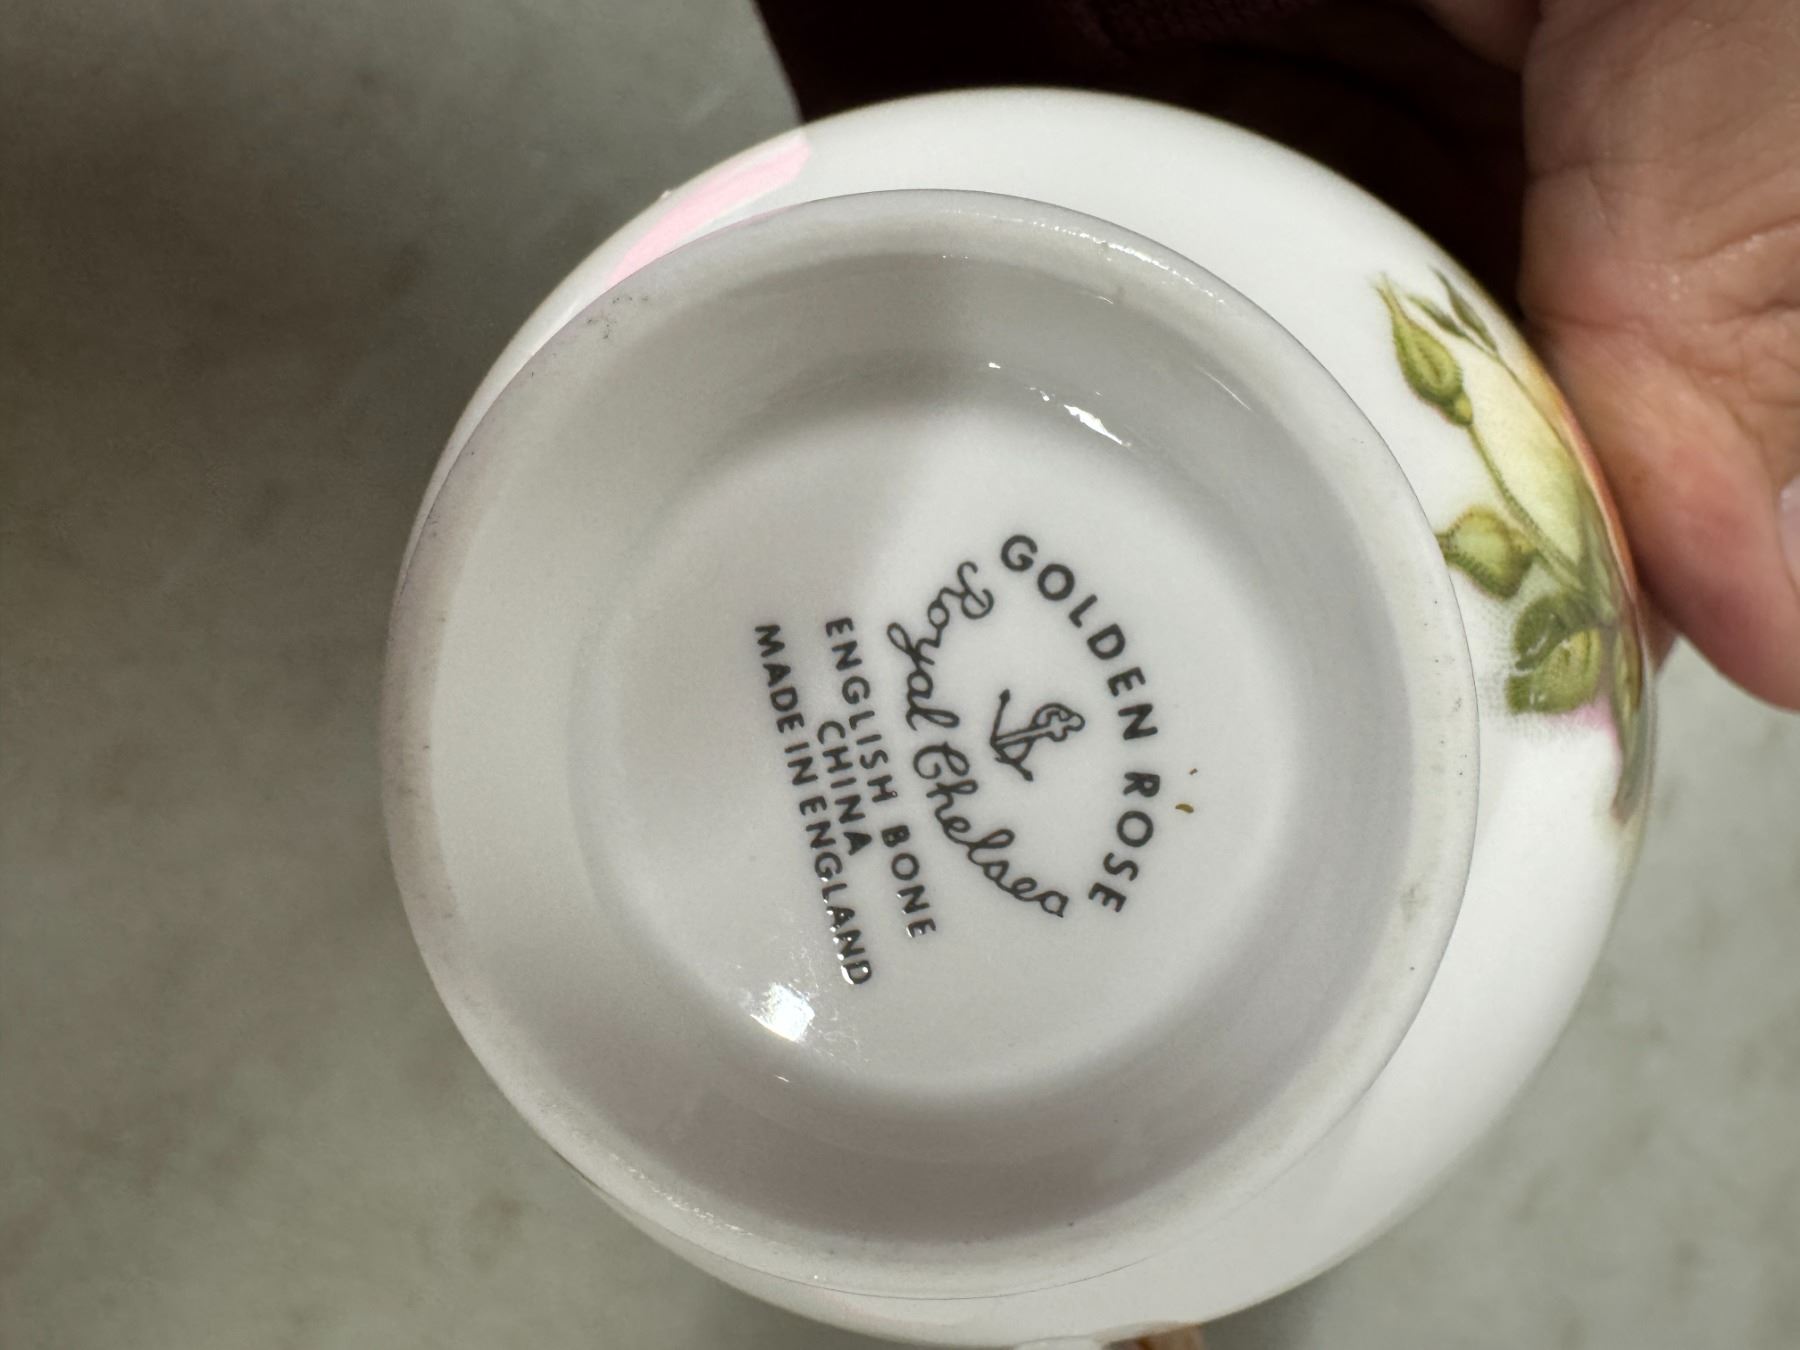 GOLDEN ROSE
Royal Chelsea
ENGLISH BONE
CHINA
MADE IN ENGLAND